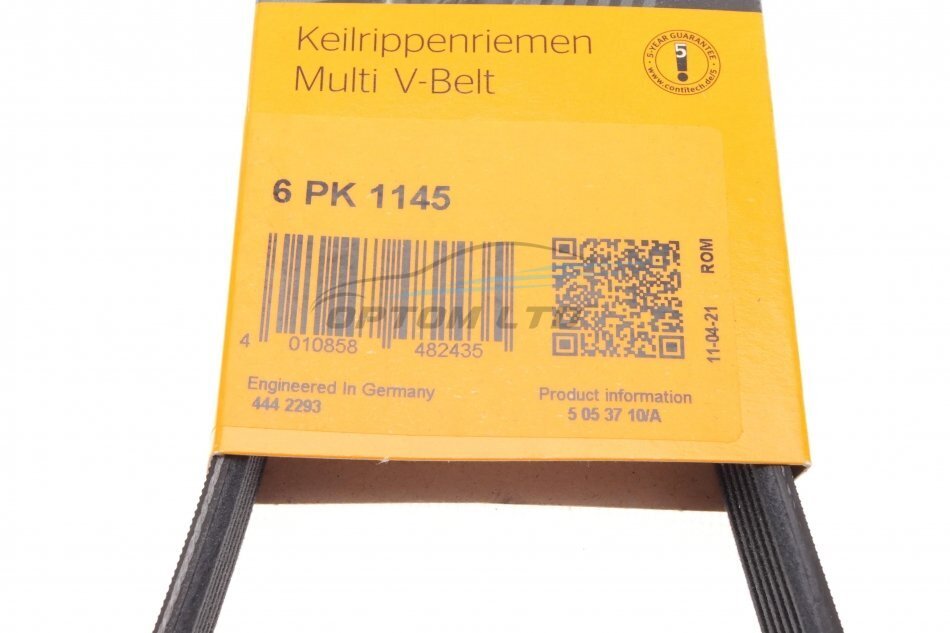 Keilrippenriemen
Multi V-Belt
5-YEAR GUARANTEE
5
www.contitech.de/5
6 PK 1145
4 010858 482435
OPTOM LTD
ROM
11-04-21
Engineered In Germany
444 2293
Product information
5 05 37 10/A